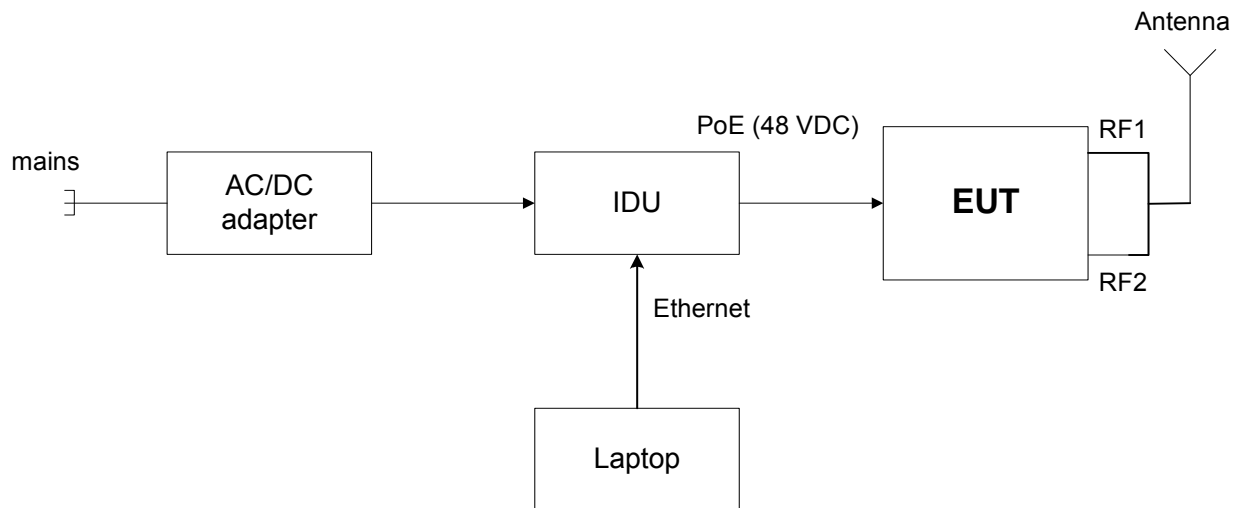 Antenna
PoE (48 VDC)
RF1
mains
AC/DC
adapter
IDU
EUT
RF2
Ethernet
Laptop